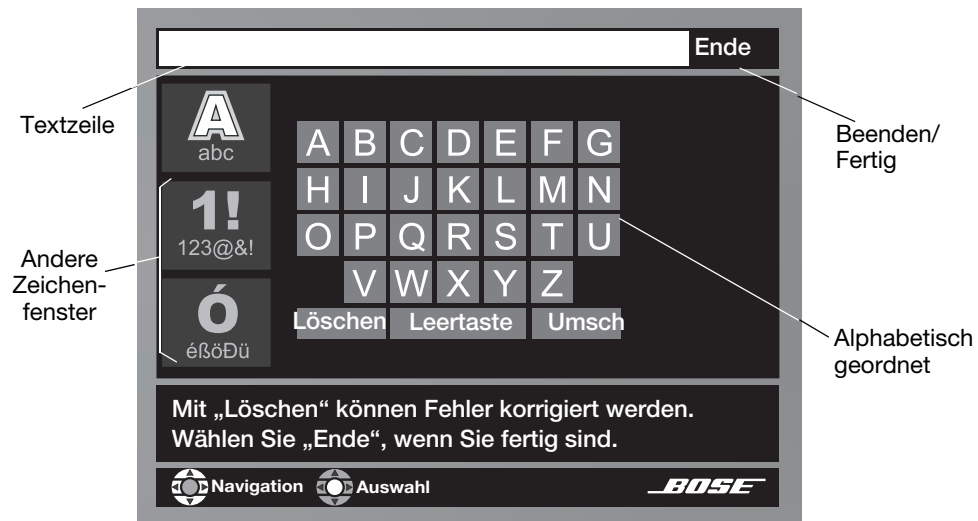 Ende
Textzeile
A
abc
Beenden/
Fertig
A B C D E F G
H I J K L M N
1!
123@&!
O P Q R S T U
Andere
Zeichen-
fenster
V W X Y Z
Ó
éßöÐü
Löschen Leertaste Umsch
Alphabetisch
geordnet
Mit „Löschen“ können Fehler korrigiert werden.
Wählen Sie „Ende“, wenn Sie fertig sind.
Navigation Auswahl BOSE